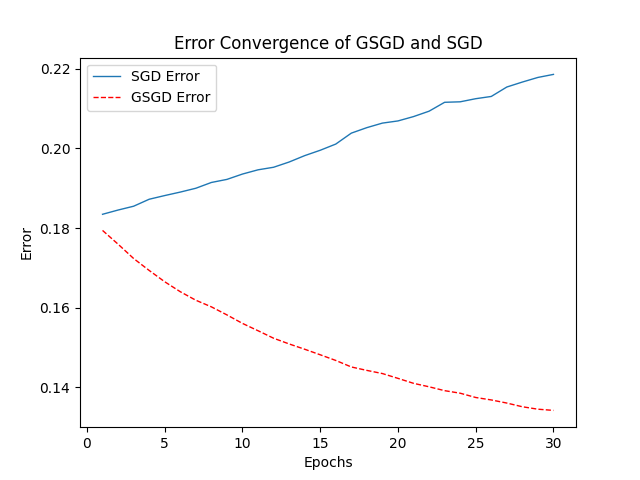 Error Convergence of GSGD and SGD
SGD Error
GSGD Error
0.22
0.20
0.18
0.16
0.14
Error
0 5 10 15 20 25 30
Epochs